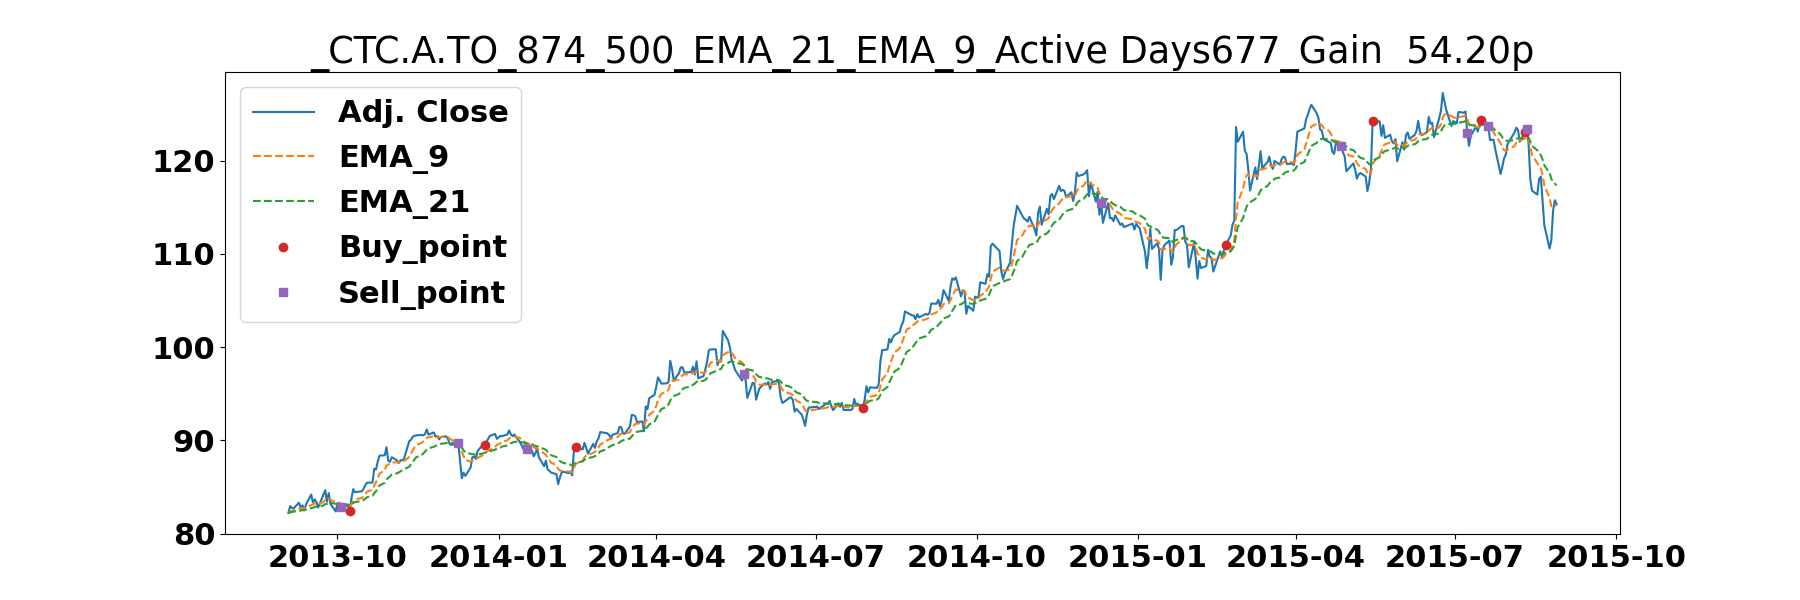 _CTC.A.TO_874_500_EMA_21_EMA_9_Active Days677_Gain  54.20p
Adj. Close
EMA_9
EMA_21
Buy_point
Sell_point
120
110
100
90
80
2013-10 2014-01 2014-04 2014-07 2014-10 2015-01 2015-04 2015-07 2015-10